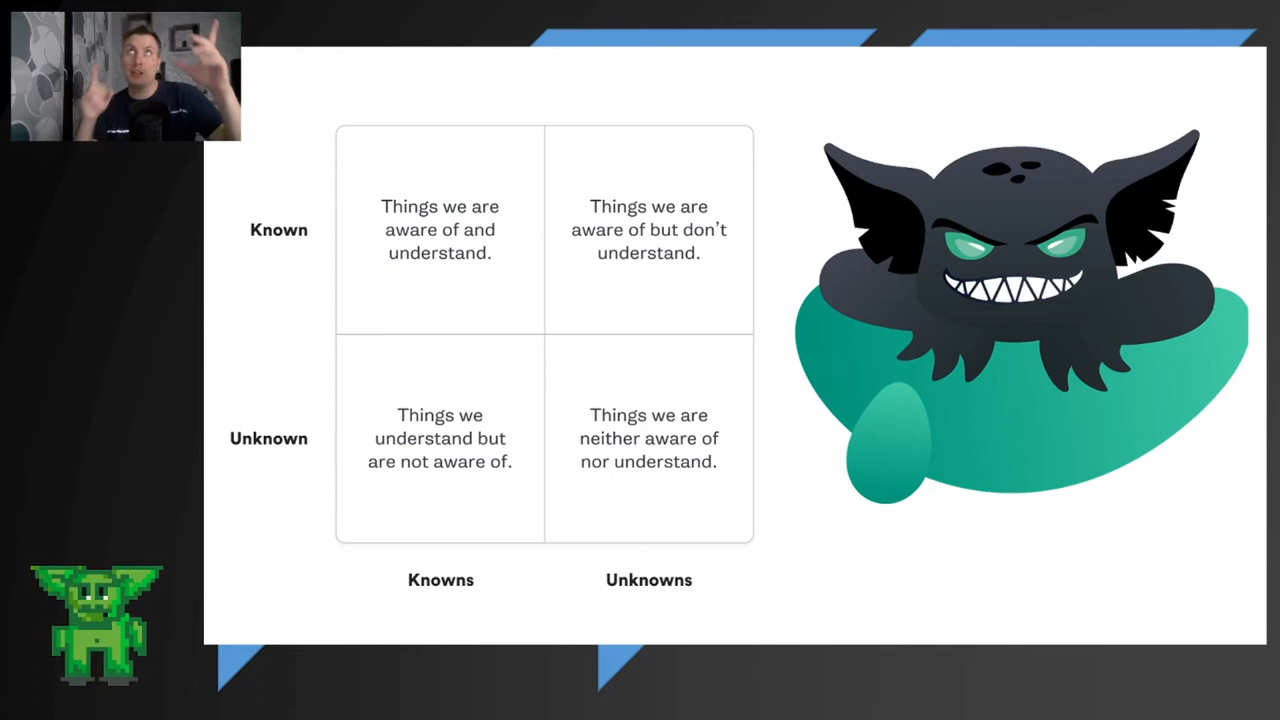 Known
Things we are
aware of and
understand.
Things we are
aware of but don't
understand.
Unknown
Things we
understand but
are not aware of.
Things we are
neither aware of
nor understand.
Knowns
Unknowns